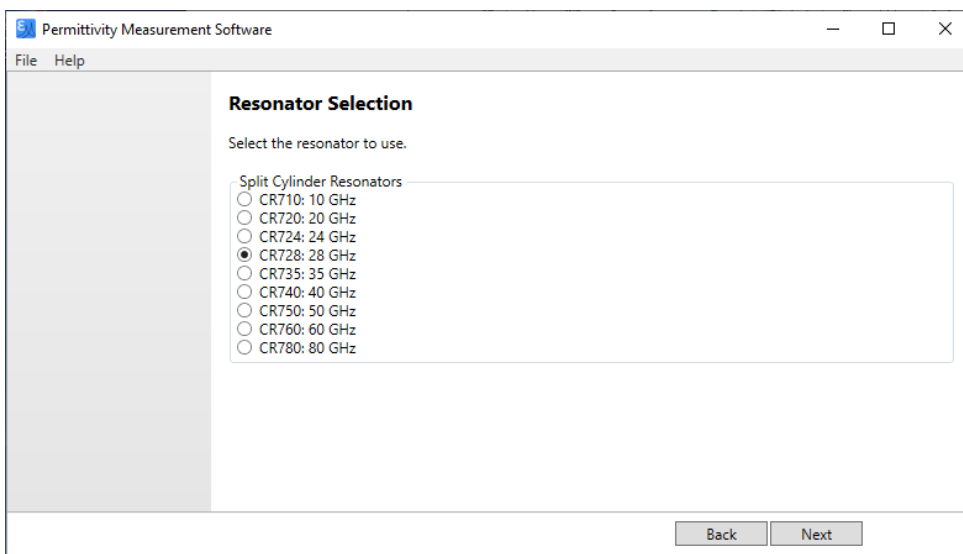 Permittivity Measurement Software
File Help
Resonator Selection
Select the resonator to use.
Split Cylinder Resonators
CR710: 10 GHz
CR720: 20 GHz
CR724: 24 GHz
CR728: 28 GHz
CR735: 35 GHz
CR740: 40 GHz
CR750: 50 GHz
CR760: 60 GHz
CR780: 80 GHz
Back Next